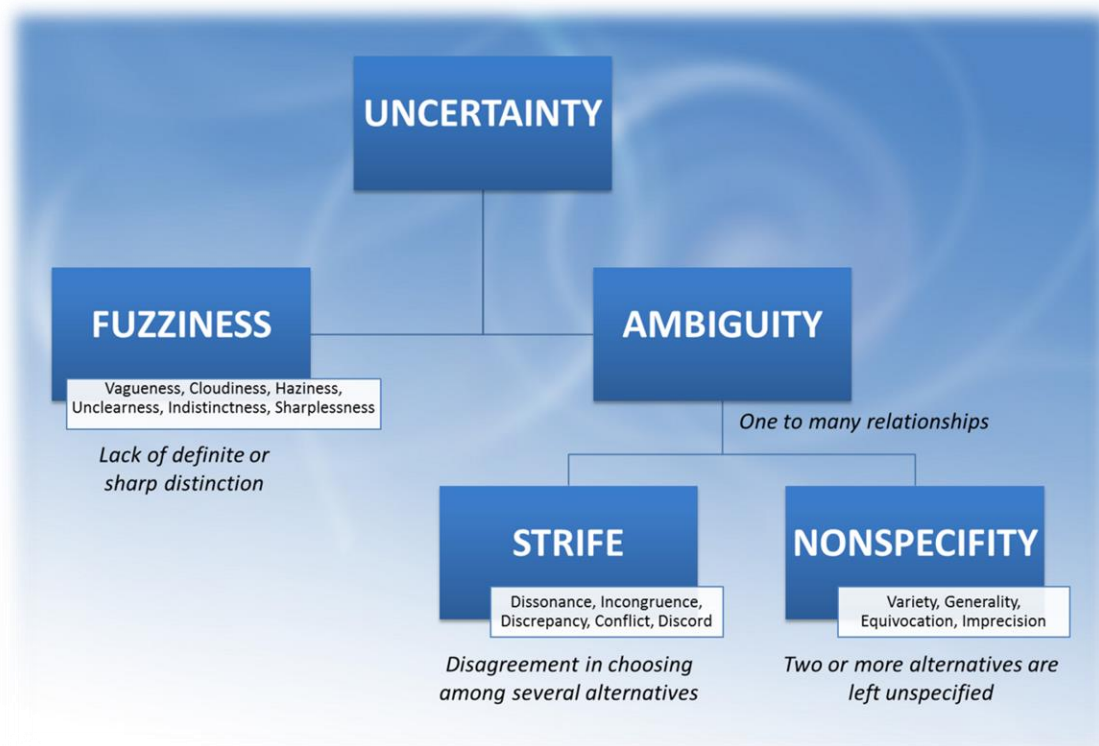 UNCERTAINTY
FUZZINESS
Vagueness, Cloudiness, Haziness,
Unclearness, Indistinctness, Sharplessness
Lack of definite or
sharp distinction
AMBIGUITY
One to many relationships
STRIFE
Dissonance, Incongruence,
Discrepancy, Conflict, Discord
Disagreement in choosing
among several alternatives
NONSPECIFITY
Variety, Generality,
Equivocation, Imprecision
Two or more alternatives are
left unspecified